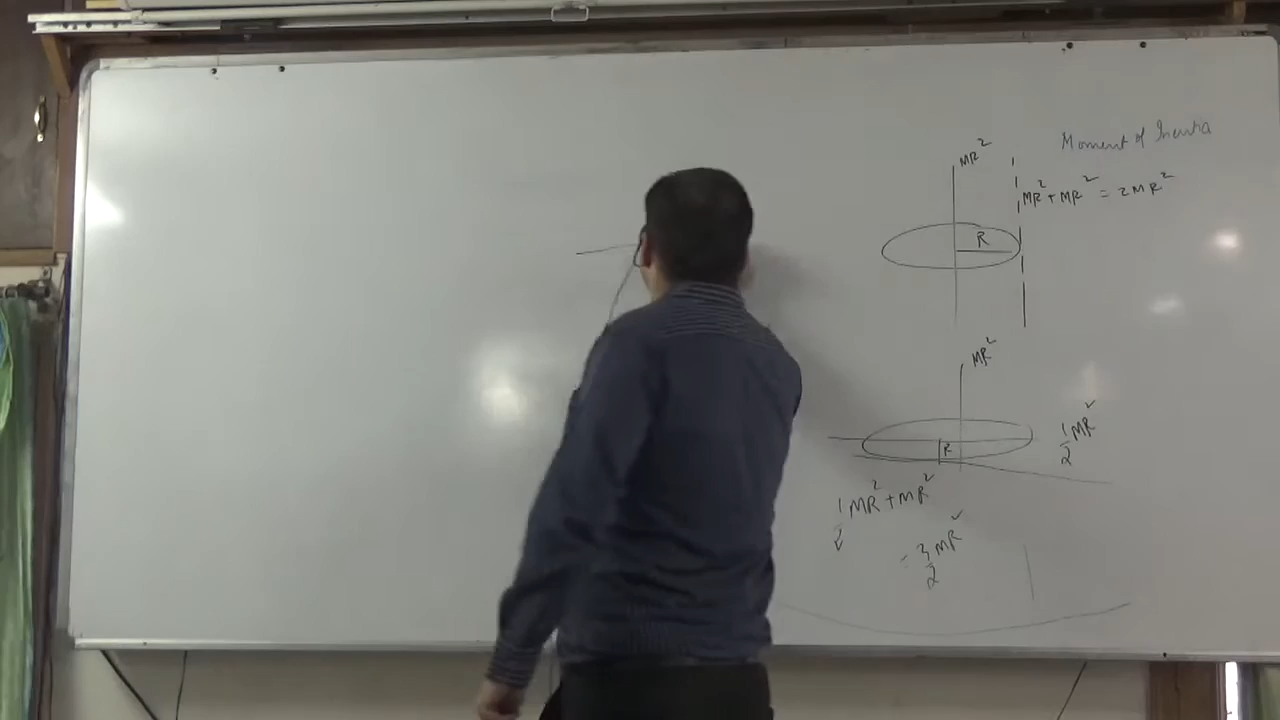 Moment of Inertia
MR²
MR² + MR² = 2MR²
R
MR²
R
1/2 MR²
1/2 MR² + MR²
= 3/2 MR²